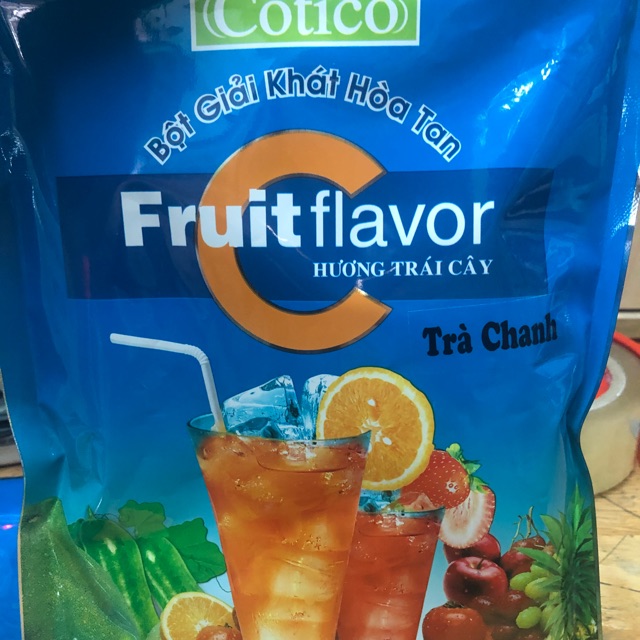 Cotico
Bột Giải Khát Hòa Tan
C
Fruit flavor
HƯƠNG TRÁI CÂY
Trà Chanh